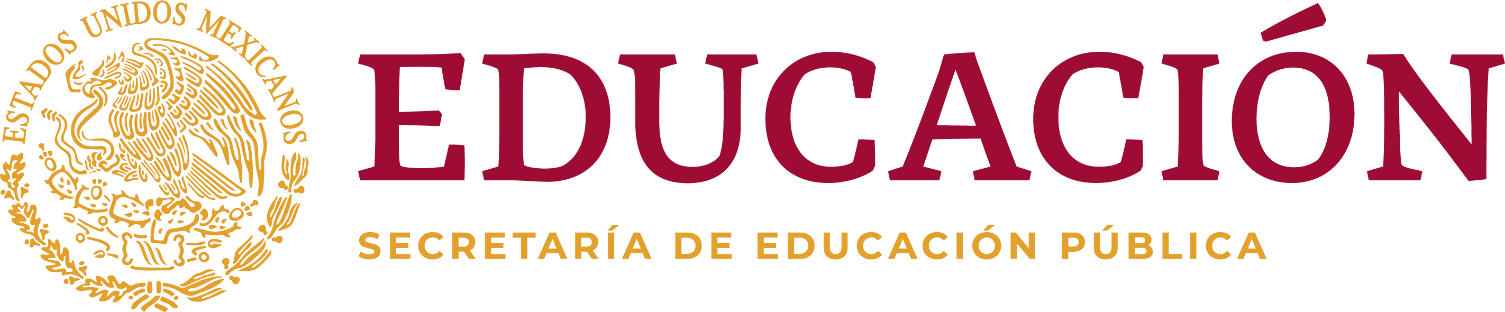 ESTADOS UNIDOS MEXICANOS
EDUCACIÓN
SECRETARÍA DE EDUCACIÓN PÚBLICA